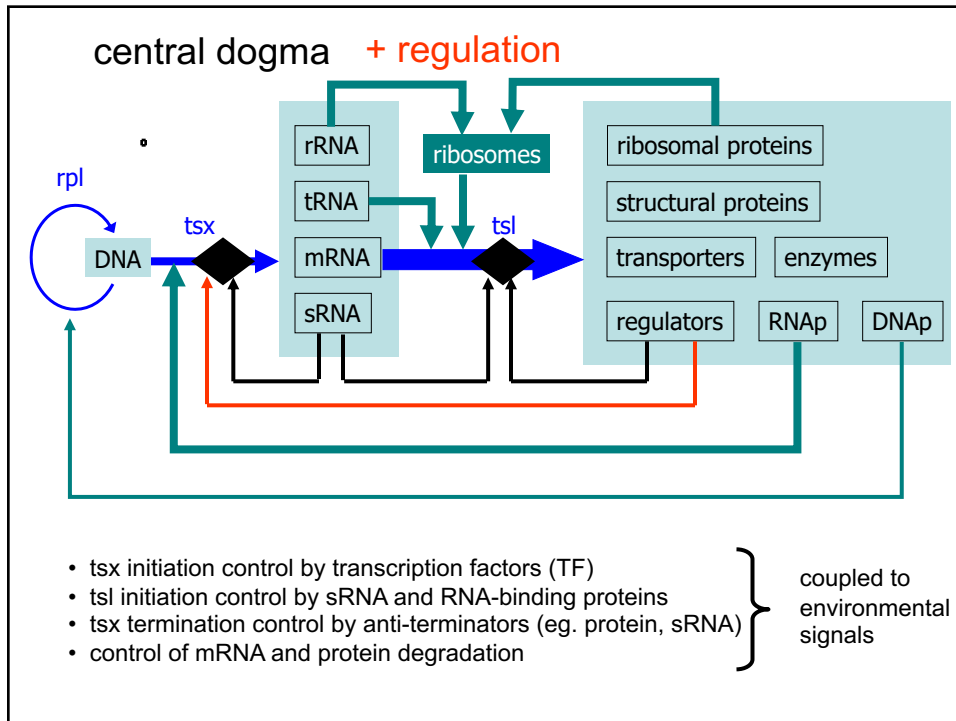 central dogma + regulation
rRNA
ribosomes
ribosomal proteins
rpl
tRNA
structural proteins
tsx
tsl
DNA
mRNA
transporters
enzymes
sRNA
regulators
RNAp
DNAp
• tsx initiation control by transcription factors (TF)
• tsl initiation control by sRNA and RNA-binding proteins
• tsx termination control by anti-terminators (eg. protein, sRNA)
• control of mRNA and protein degradation
coupled to
environmental
signals